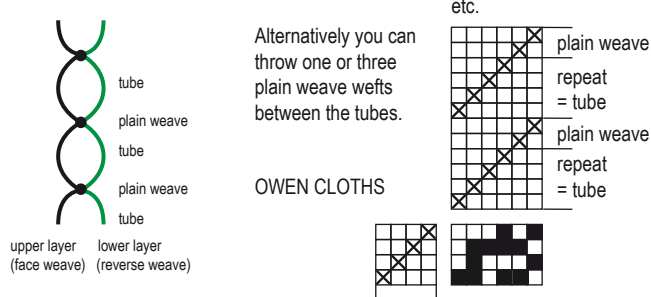 etc.
Alternatively you can
throw one or three
plain weave wefts
between the tubes.
OWEN CLOTHS
tube
plain weave
tube
plain weave
tube
upper layer
(face weave)
lower layer
(reverse weave)
plain weave
repeat
= tube
plain weave
repeat
= tube